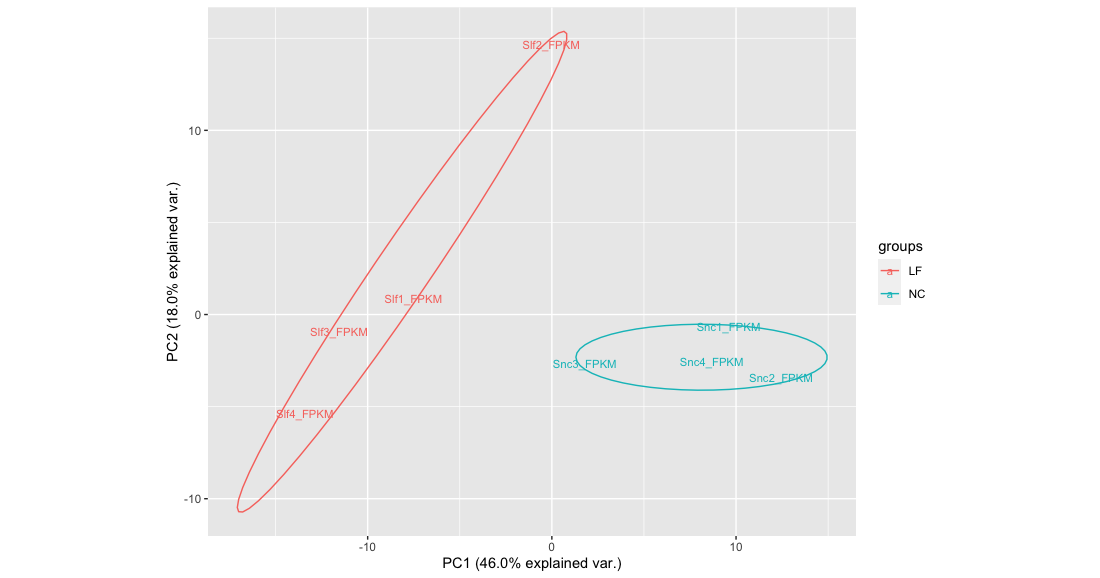 Slf2_FPKM
10
Slf1_FPKM
0
Snc1_FPKM
Slf3_FPKM
Snc4_FPKM
Snc3_FPKM
Snc2_FPKM
Slf4_FPKM
-10
-10
0
10
PC1 (46.0% explained var.)
PC2 (18.0% explained var.)
groups
a LF
a NC